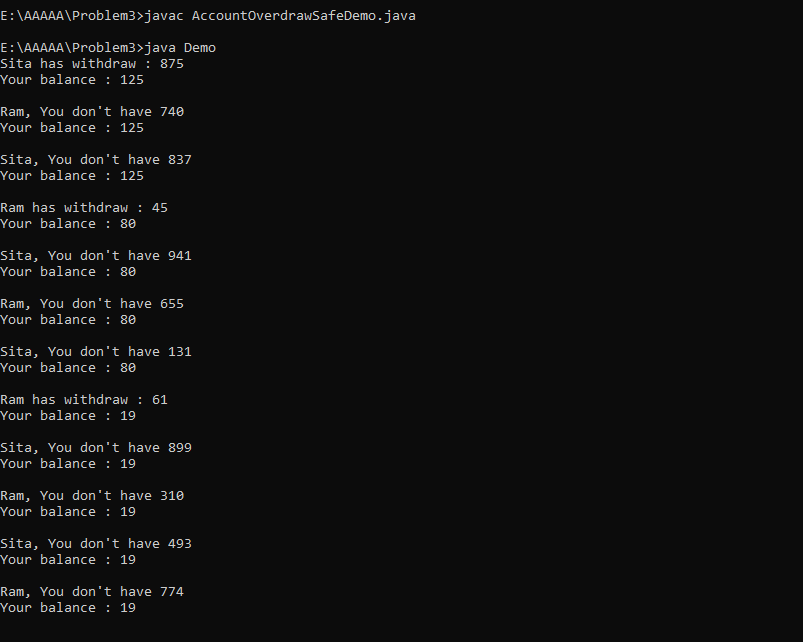 E:\AAAAA\Problem3>javac AccountOverdrawSafeDemo.java
E:\AAAAA\Problem3>java Demo
Sita has withdraw : 875
Your balance : 125
Ram, You don't have 740
Your balance : 125
Sita, You don't have 837
Your balance : 125
Ram has withdraw : 45
Your balance : 80
Sita, You don't have 941
Your balance : 80
Ram, You don't have 655
Your balance : 80
Sita, You don't have 131
Your balance : 80
Ram has withdraw : 61
Your balance : 19
Sita, You don't have 899
Your balance : 19
Ram, You don't have 310
Your balance : 19
Sita, You don't have 493
Your balance : 19
Ram, You don't have 774
Your balance : 19